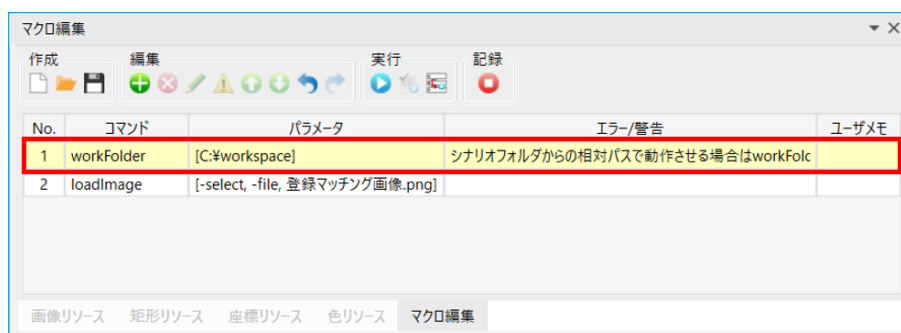 マクロ編集
作成 編集 実行 記録
No. コマンド パラメータ エラー/警告 ユーザメモ
1 workFolder [C:¥workspace] シナリオフォルダからの相対パスで動作させる場合はworkFolc
2 loadImage [-select, -file, 登録マッチング画像.png]
画像リソース 矩形リソース 座標リソース 色リソース マクロ編集